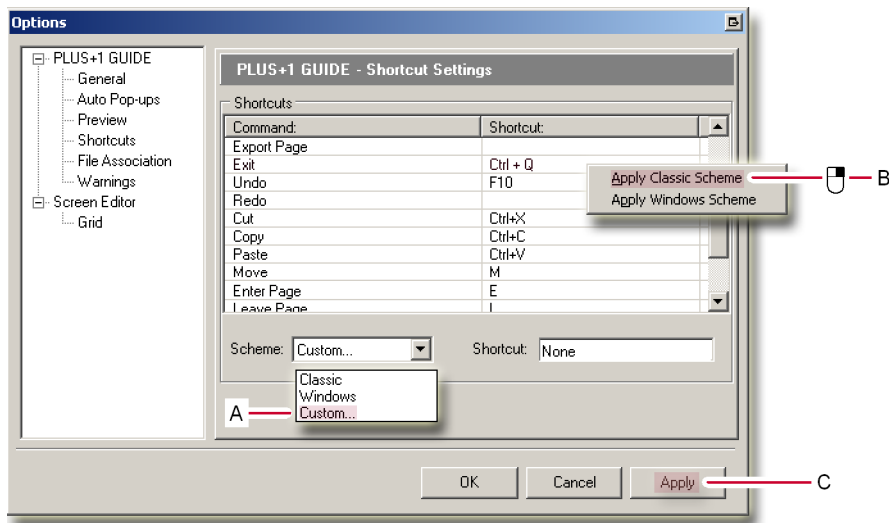 Options
PLUS+1 GUIDE
General
Auto Pop-ups
Preview
Shortcuts
File Association
Warnings
Screen Editor
Grid
PLUS+1 GUIDE - Shortcut Settings
Shortcuts
Command: Shortcut:
Export Page
Exit Ctrl + Q
Undo F10
Redo
Cut Ctrl+X
Copy Ctrl+C
Paste Ctrl+V
Move M
Enter Page E
Leave Page L
Apply Classic Scheme
Apply Windows Scheme
B
Scheme: Custom... Shortcut: None
Classic
Windows
Custom...
A
OK Cancel Apply
C